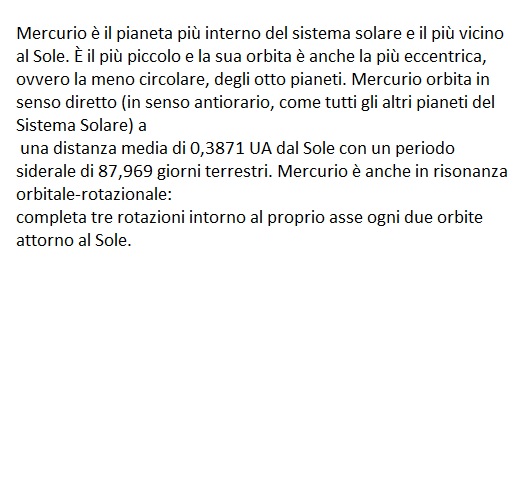 Mercurio è il pianeta più interno del sistema solare e il più vicino
al Sole. È il più piccolo e la sua orbita è anche la più eccentrica,
ovvero la meno circolare, degli otto pianeti. Mercurio orbita in
senso diretto (in senso antiorario, come tutti gli altri pianeti del
Sistema Solare) a
una distanza media di 0,3871 UA dal Sole con un periodo
siderale di 87,969 giorni terrestri. Mercurio è anche in risonanza
orbitale-rotazionale:
completa tre rotazioni intorno al proprio asse ogni due orbite
attorno al Sole.